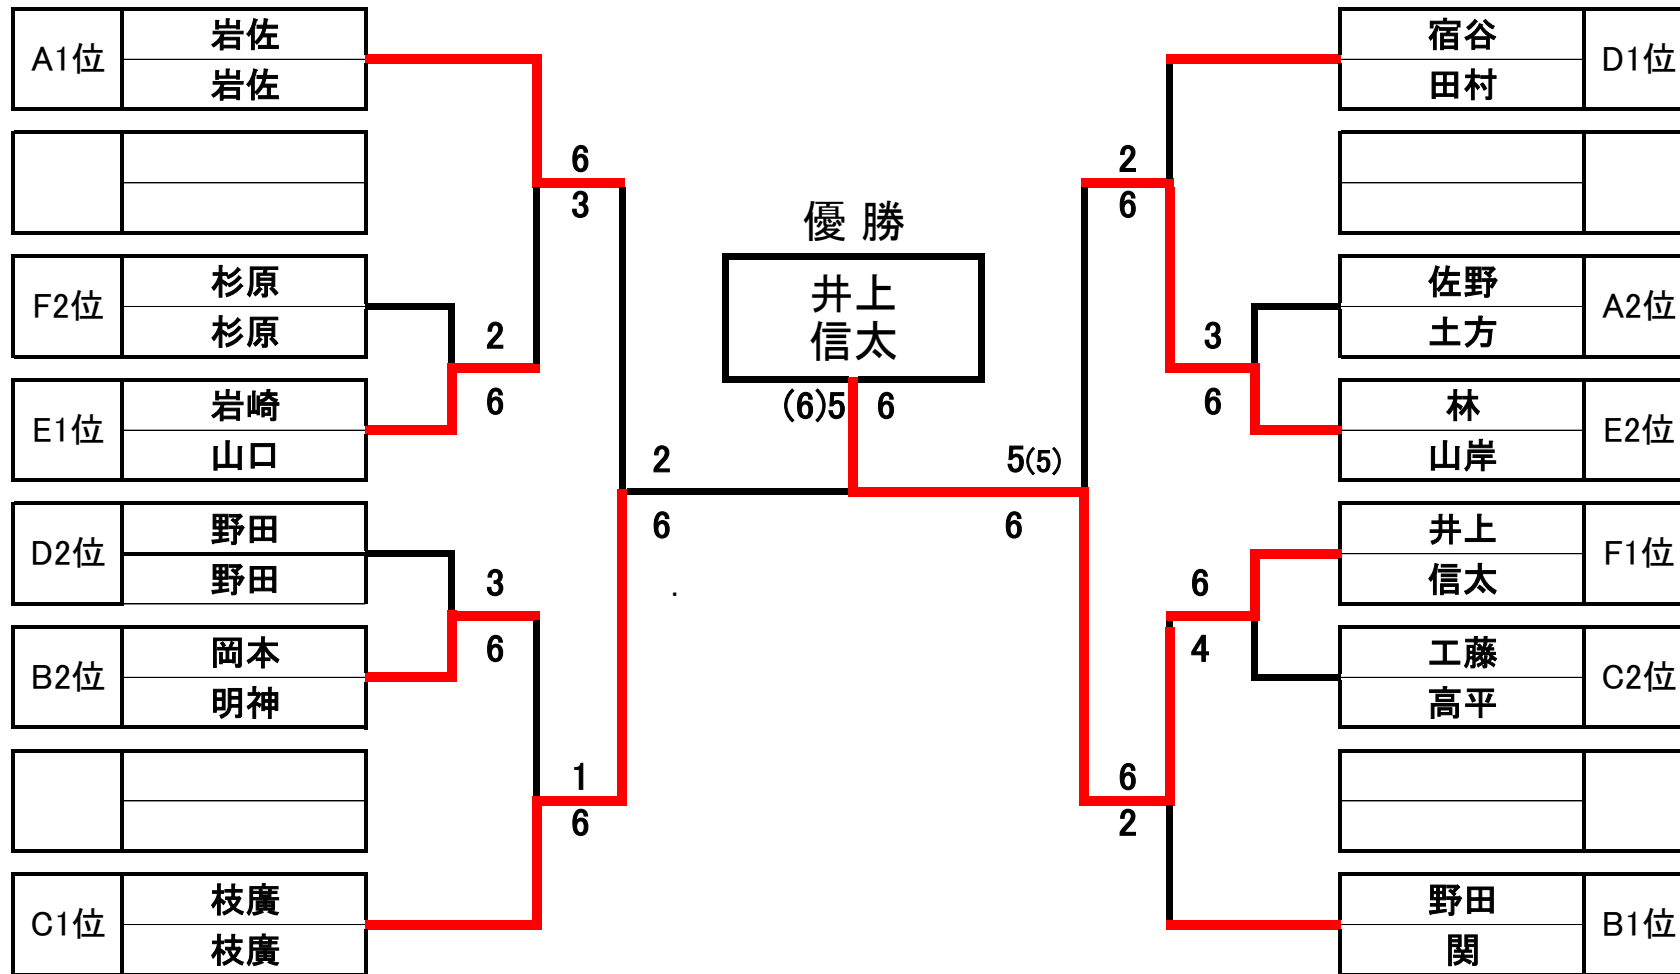 A1位
岩佐
岩佐
6
3
F2位
杉原
杉原
2
6
E1位
岩崎
山口
2
6
D2位
野田
野田
3
6
B2位
岡本
明神
1
6
C1位
枝廣
枝廣
優勝
井上
信太
(6)5 6
.
宿谷
田村
D1位
2
6
佐野
土方
A2位
3
6
林
山岸
E2位
5(5)
6
井上
信太
F1位
6
4
工藤
高平
C2位
6
2
野田
関
B1位